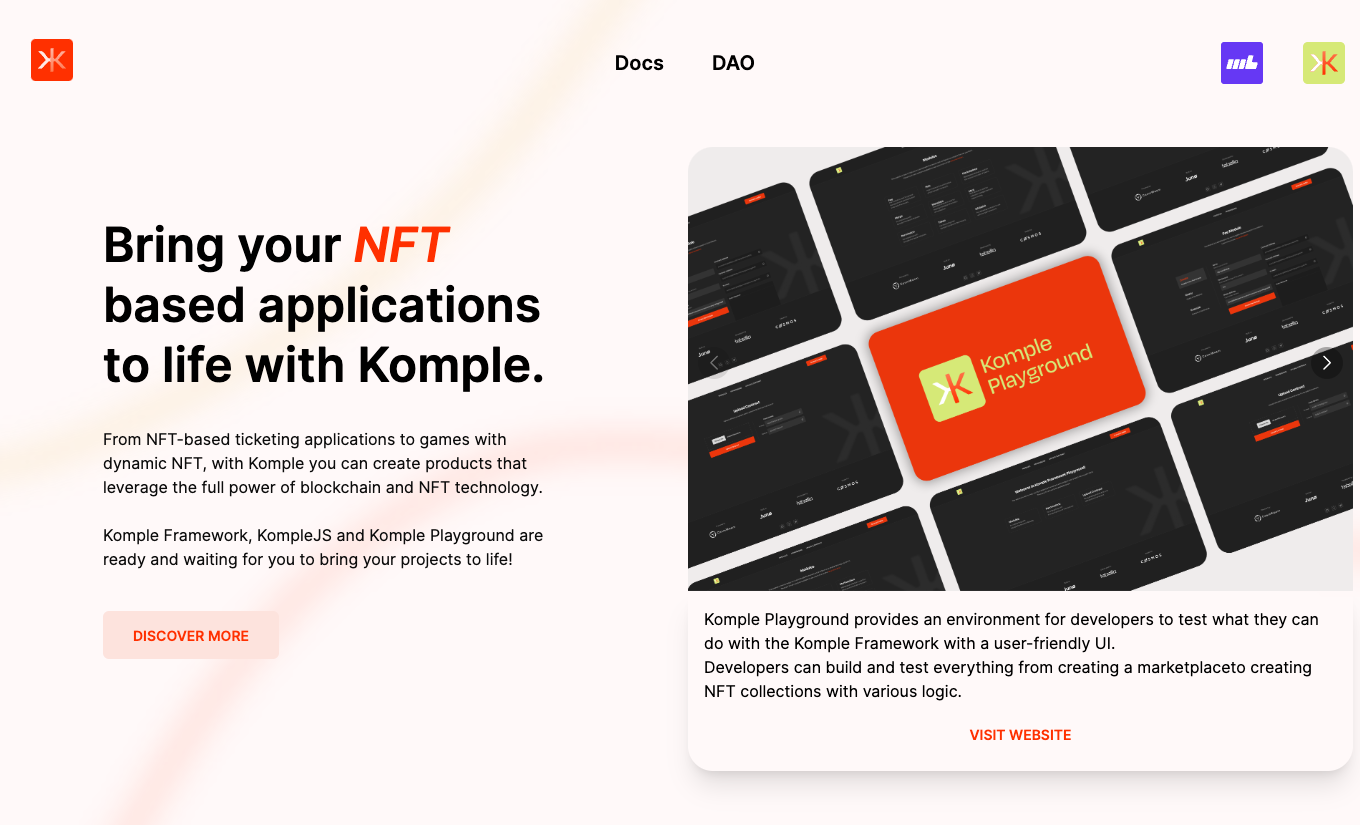 Docs DAO
Bring your NFT
based applications
to life with Komple.
From NFT-based ticketing applications to games with
dynamic NFT, with Komple you can create products that
leverage the full power of blockchain and NFT technology.
Komple Framework, KompleJS and Komple Playground are
ready and waiting for you to bring your projects to life!
DISCOVER MORE
Komple
Playground
Komple Playground provides an environment for developers to test what they can
do with the Komple Framework with a user-friendly UI.
Developers can build and test everything from creating a marketplaceto creating
NFT collections with various logic.
VISIT WEBSITE